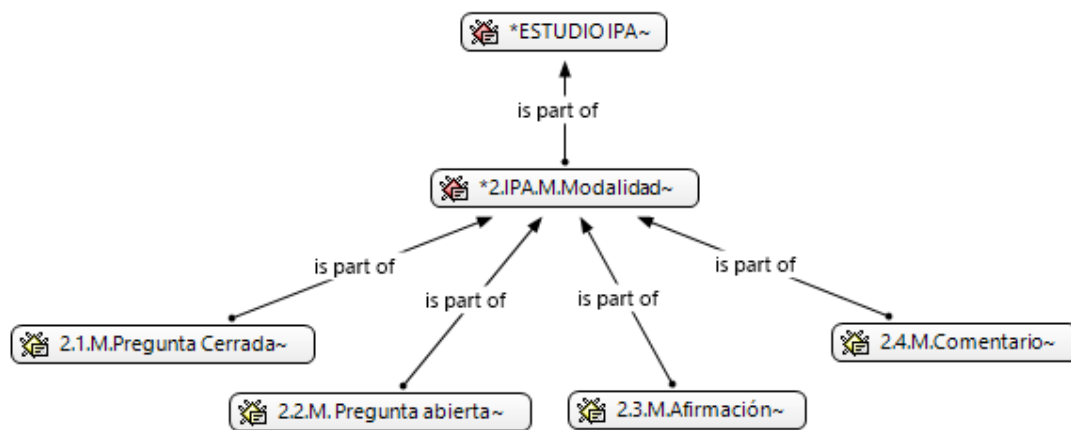 *ESTUDIO IPA~
is part of
*2.IPA.M.Modalidad~
is part of
is part of
is part of
is part of
2.1.M.Pregunta Cerrada~
2.4.M.Comentario~
2.2.M. Pregunta abierta~
2.3.M.Afirmación~